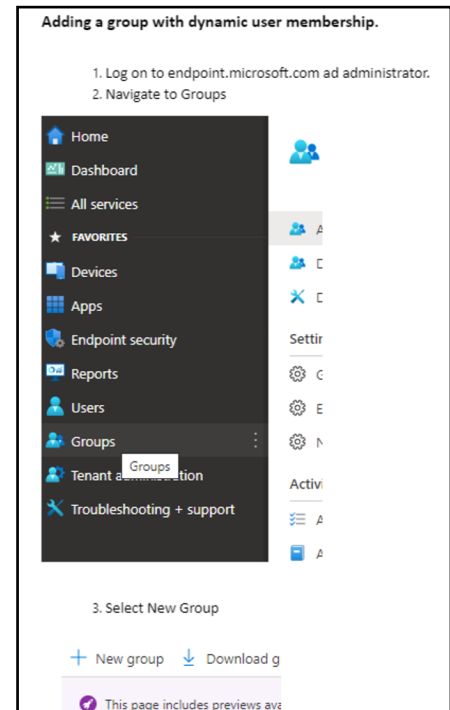 Adding a group with dynamic user membership.
1. Log on to endpoint.microsoft.com ad administrator.
2. Navigate to Groups
Home
Dashboard
All services
FAVORITES
Devices
Apps
Endpoint security
Reports
Users
Groups
Groups
Tenant administration
Troubleshooting + support
A
D
D
Settin
G
E
N
Activi
A
A
3. Select New Group
New group Download g
This page includes previews ava